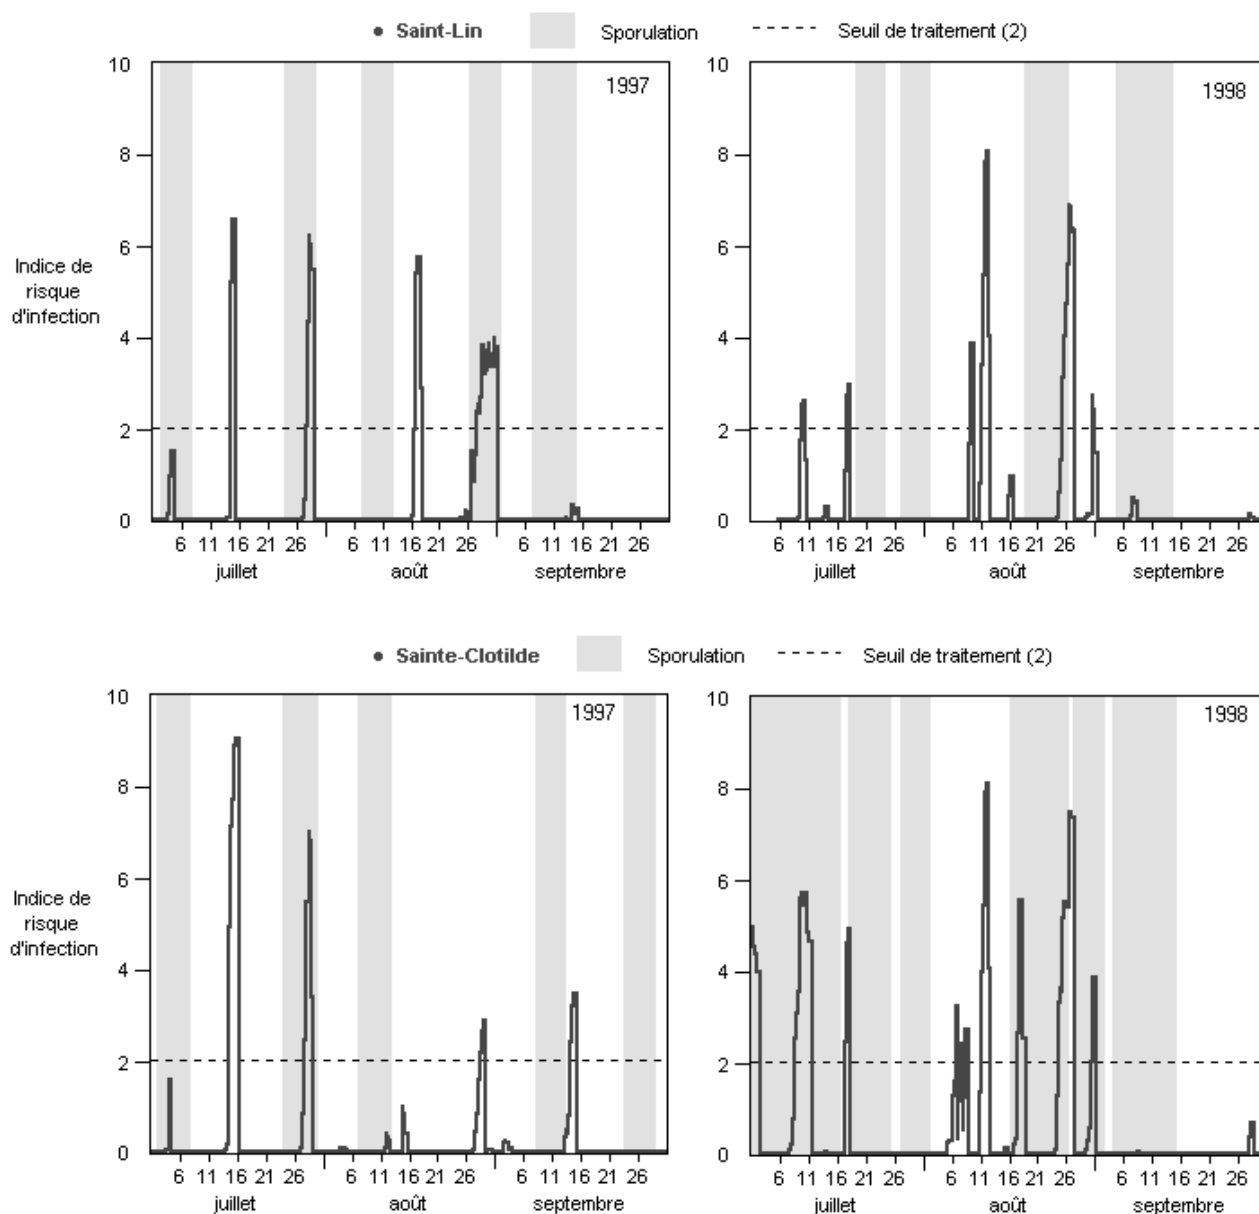 Saint-Lin Sporulation Seuil de traitement (2)
10 10
1997 1998
8 8
6 6
Indice de
risque
d'infection
4 4
2 2
0 0
6 11 16 21 26 6 11 16 21 26 6 11 16 21 26 6 11 16 21 26 6 11 16 21 26 6 11 16 21 26
juillet août septembre juillet août septembre
Sainte-Clotilde Sporulation Seuil de traitement (2)
10 10
1997 1998
8 8
6 6
Indice de
risque
d'infection
4 4
2 2
0 0
6 11 16 21 26 6 11 16 21 26 6 11 16 21 26 6 11 16 21 26 6 11 16 21 26 6 11 16 21 26
juillet août septembre juillet août septembre